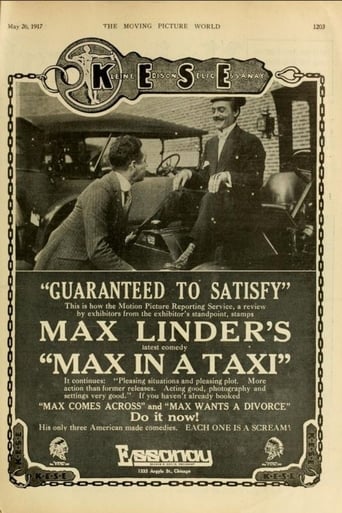 May 26, 1917 THE MOVING PICTURE WORLD 1203
K·E·S·E
KLEINE EDISON SELIG ESSANAY
"GUARANTEED TO SATISFY"
This is how the Motion Picture Reporting Service, a review
by exhibitors from the exhibitor's standpoint, stamps
MAX LINDER'S
latest comedy
"MAX IN A TAXI"
It continues: "Pleasing situations and pleasing plot. More
action than former releases. Acting good, photography and
settings very good." If you haven't already booked
"MAX COMES ACROSS" and "MAX WANTS A DIVORCE"
Do it now!
His only three American made comedies. EACH ONE IS A SCREAM!
Essanay
1333 Argyle St., Chicago
K·E·S·E
K·E·S·E